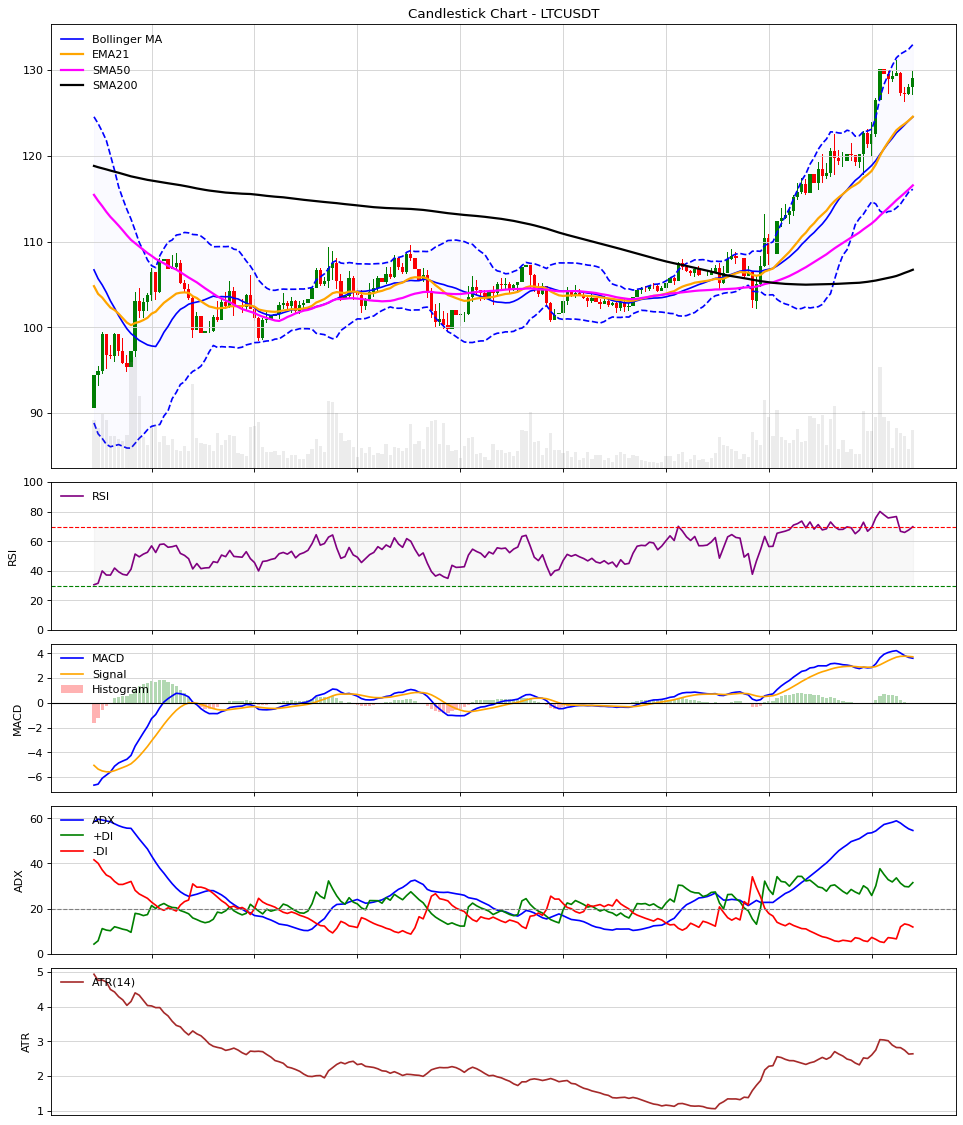 Candlestick Chart - LTCUSDT
Bollinger MA
EMA21
SMA50
SMA200
130
120
110
100
90
RSI
100
80
60
40
20
0
RSI
MACD
Signal
Histogram
4
2
0
−2
−4
−6
MACD
ADX
+DI
-DI
60
40
20
0
ADX
ATR(14)
5
4
3
2
1
ATR